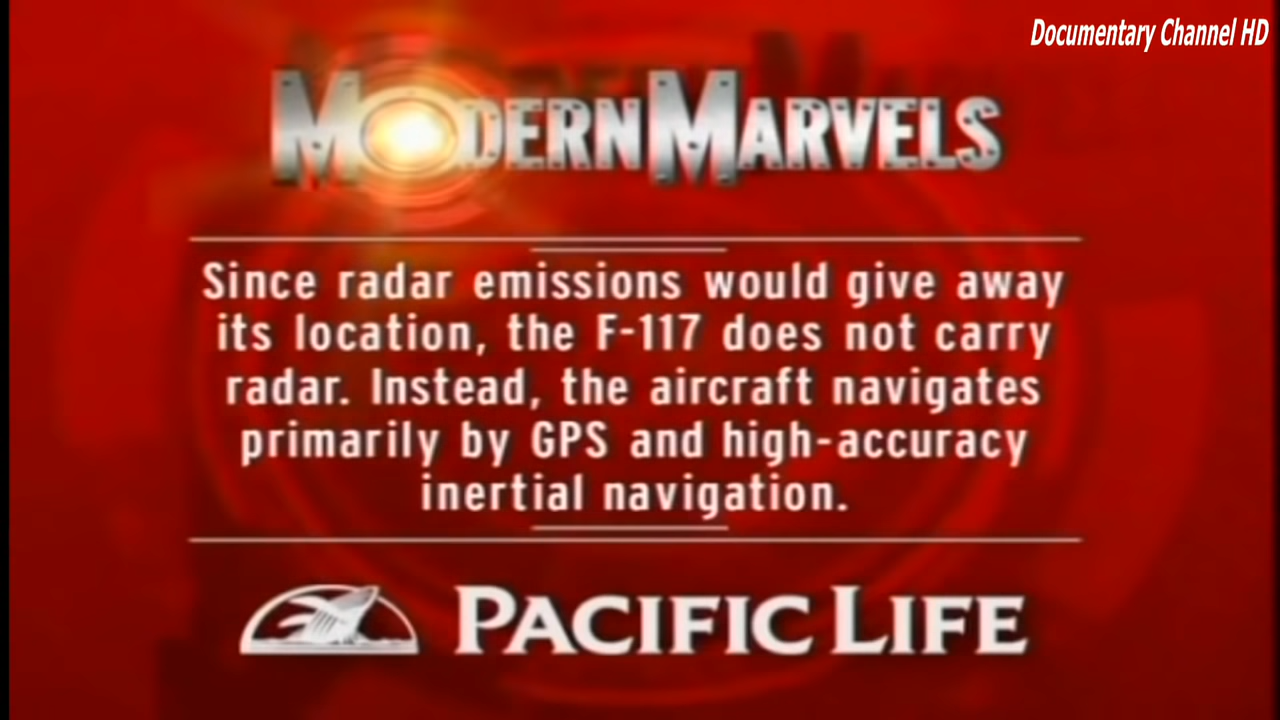 Documentary Channel HD
MODERN MARVELS
Since radar emissions would give away
its location, the F-117 does not carry
radar. Instead, the aircraft navigates
primarily by GPS and high-accuracy
inertial navigation.
PACIFIC LIFE